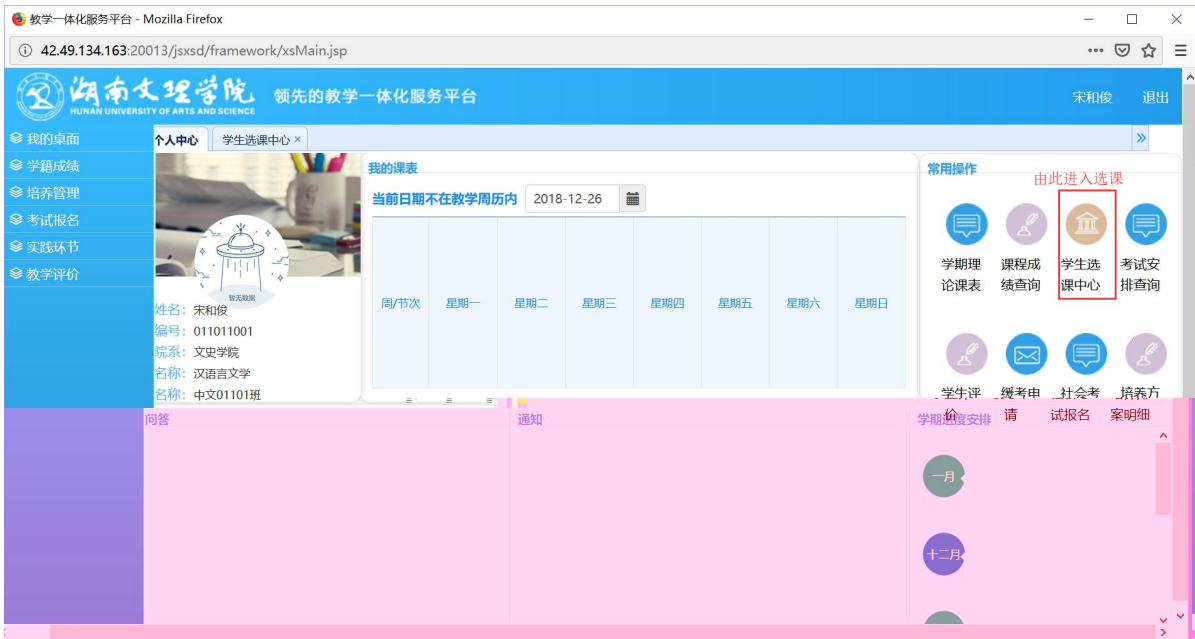 教学一体化服务平台 - Mozilla Firefox
42.49.134.163:20013/jsxsd/framework/xsMain.jsp
湖南文理学院
HUNAN UNIVERSITY OF ARTS AND SCIENCE
领先的教学一体化服务平台
宋和俊 退出
我的桌面
学籍成绩
培养管理
考试报名
实践环节
教学评价
个人中心 学生选课中心 ×
暂无数据
姓名：宋和俊
编号：011011001
院系：文史学院
名称：汉语言文学
名称：中文01101班
我的课表
当前日期不在教学周历内 2018-12-26
周/节次 星期一 星期二 星期三 星期四 星期五 星期六 星期日
常用操作
由此进入选课
学期理论课表
课程成绩查询
学生选课中心
考试安排查询
学生评价
缓考申请
社会考试报名
培养方案明细
问答
通知
学期进度安排
一月
十二月